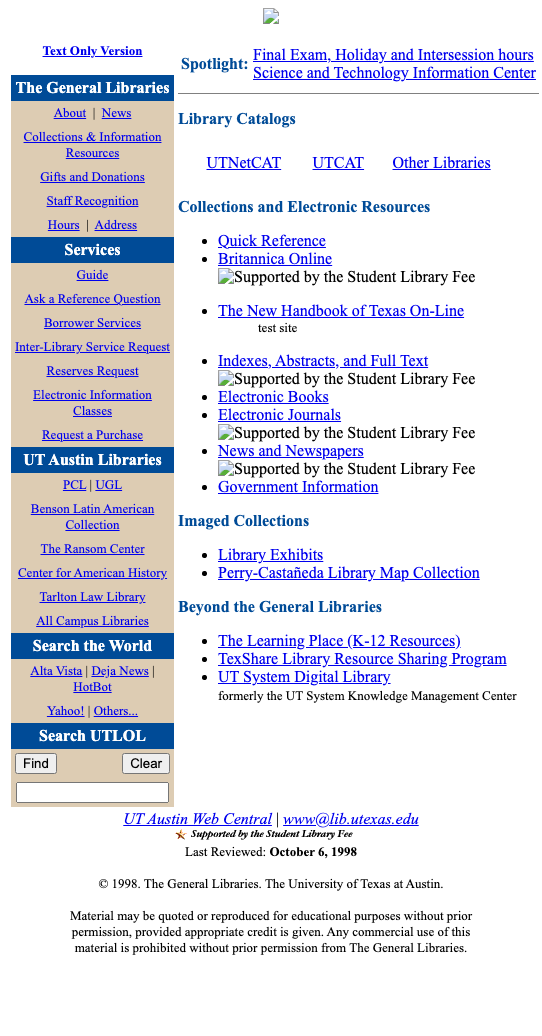 Text Only Version
The General Libraries
About | News
Collections & Information
Resources
Gifts and Donations
Staff Recognition
Hours | Address
Services
Guide
Ask a Reference Question
Borrower Services
Inter-Library Service Request
Reserves Request
Electronic Information
Classes
Request a Purchase
UT Austin Libraries
PCL | UGL
Benson Latin American
Collection
The Ransom Center
Center for American History
Tarlton Law Library
All Campus Libraries
Search the World
Alta Vista | Deja News |
HotBot
Yahoo! | Others...
Search UTLOL
Find Clear
Spotlight: Final Exam, Holiday and Intersession hours
Science and Technology Information Center
Library Catalogs
UTNetCAT UTCAT Other Libraries
Collections and Electronic Resources
Quick Reference
Britannica Online
Supported by the Student Library Fee
The New Handbook of Texas On-Line
test site
Indexes, Abstracts, and Full Text
Supported by the Student Library Fee
Electronic Books
Electronic Journals
Supported by the Student Library Fee
News and Newspapers
Supported by the Student Library Fee
Government Information
Imaged Collections
Library Exhibits
Perry-Castañeda Library Map Collection
Beyond the General Libraries
The Learning Place (K-12 Resources)
TexShare Library Resource Sharing Program
UT System Digital Library
formerly the UT System Knowledge Management Center
UT Austin Web Central | www@lib.utexas.edu
Supported by the Student Library Fee
Last Reviewed: October 6, 1998
© 1998. The General Libraries. The University of Texas at Austin.
Material may be quoted or reproduced for educational purposes without prior
permission, provided appropriate credit is given. Any commercial use of this
material is prohibited without prior permission from The General Libraries.